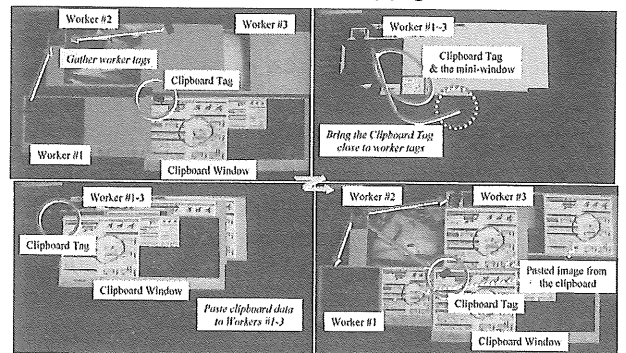 Worker #2
Worker #3
Gather worker tags
Clipboard Tag
Worker #1
Clipboard Window
Worker #1~3
Clipboard Tag
& the mini-window
Bring the Clipboard Tag
close to worker tags
Worker #1~3
Clipboard Tag
Clipboard Window
Paste clipboard data
to Workers #1~3
Worker #2
Worker #3
Pasted image from
the clipboard
Clipboard Tag
Worker #1
Clipboard Window